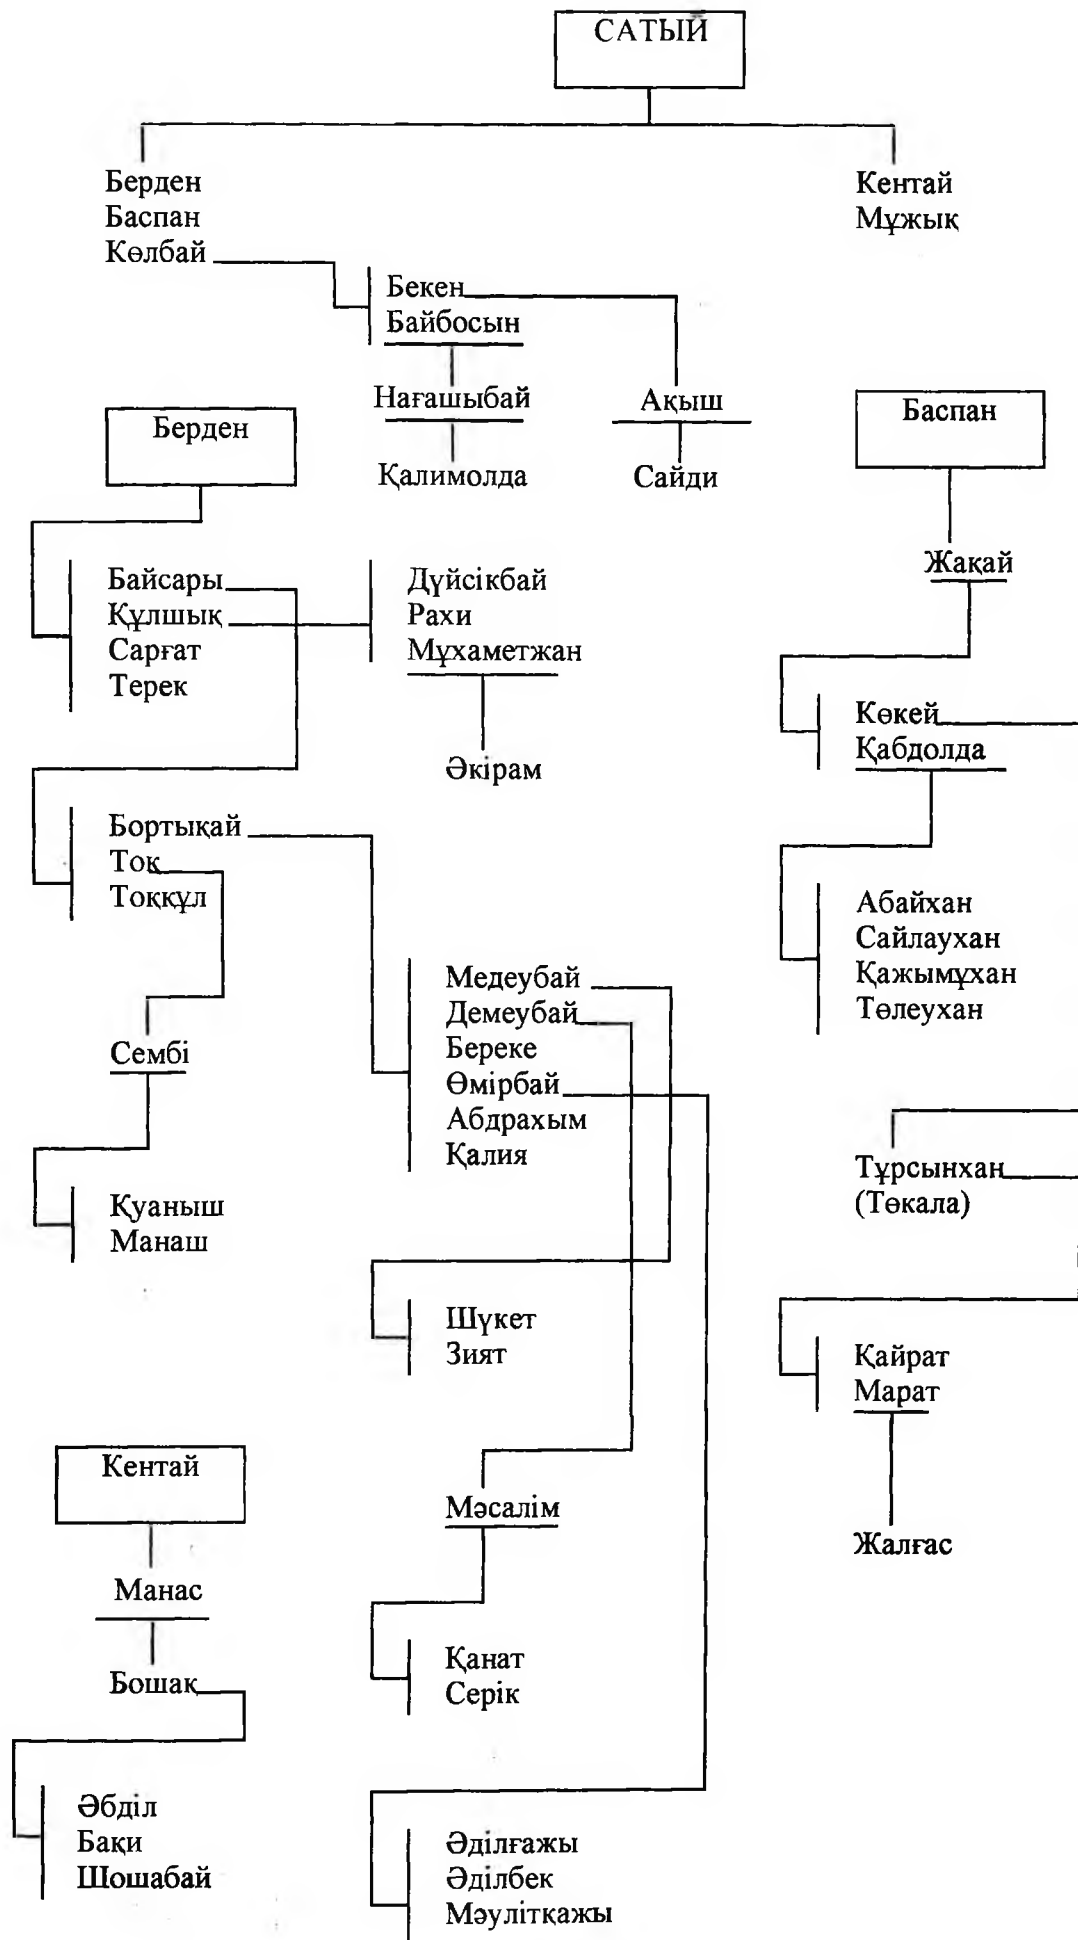 САТЫЙ
Берден
Баспан
Көлбай
Кентай
Мұжық
Бекен
Байбосын
Нағашыбай
Ақыш
Қалимолда
Сайди
Берден
Баспан
Жақай
Байсары
Құлшық
Сарғат
Терек
Дүйсікбай
Рахи
Мұхаметжан
Әкірам
Көкей
Қабдолда
Бортықай
Тоқ
Тоққұл
Абайхан
Сайлаухан
Қажымұхан
Төлеухан
Медеубай
Демеубай
Береке
Өмірбай
Абдрахым
Қалия
Сембі
Қуаныш
Манаш
Тұрсынхан
(Төкала)
Шүкет
Зият
Қайрат
Марат
Жалғас
Кентай
Манас
Бошақ
Мәсалім
Қанат
Серік
Әбділ
Бақи
Шошабай
Әділғажы
Әділбек
Мәуліткажы